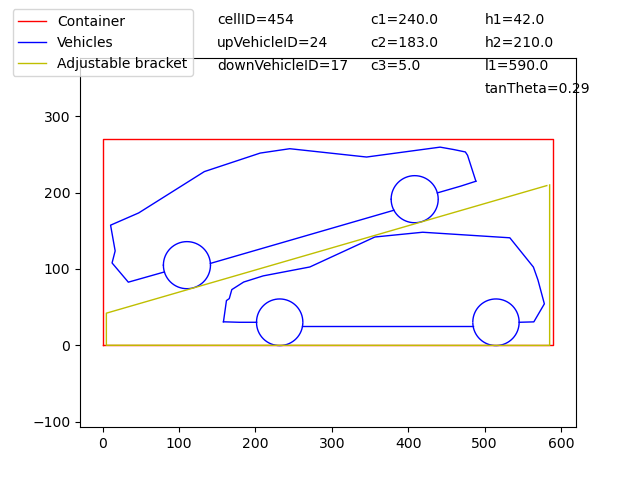 Container
Vehicles
Adjustable bracket
cellID=454
upVehicleID=24
downVehicleID=17
c1=240.0
c2=183.0
c3=5.0
h1=42.0
h2=210.0
l1=590.0
tanTheta=0.29
300
200
100
0
−100
0 100 200 300 400 500 600